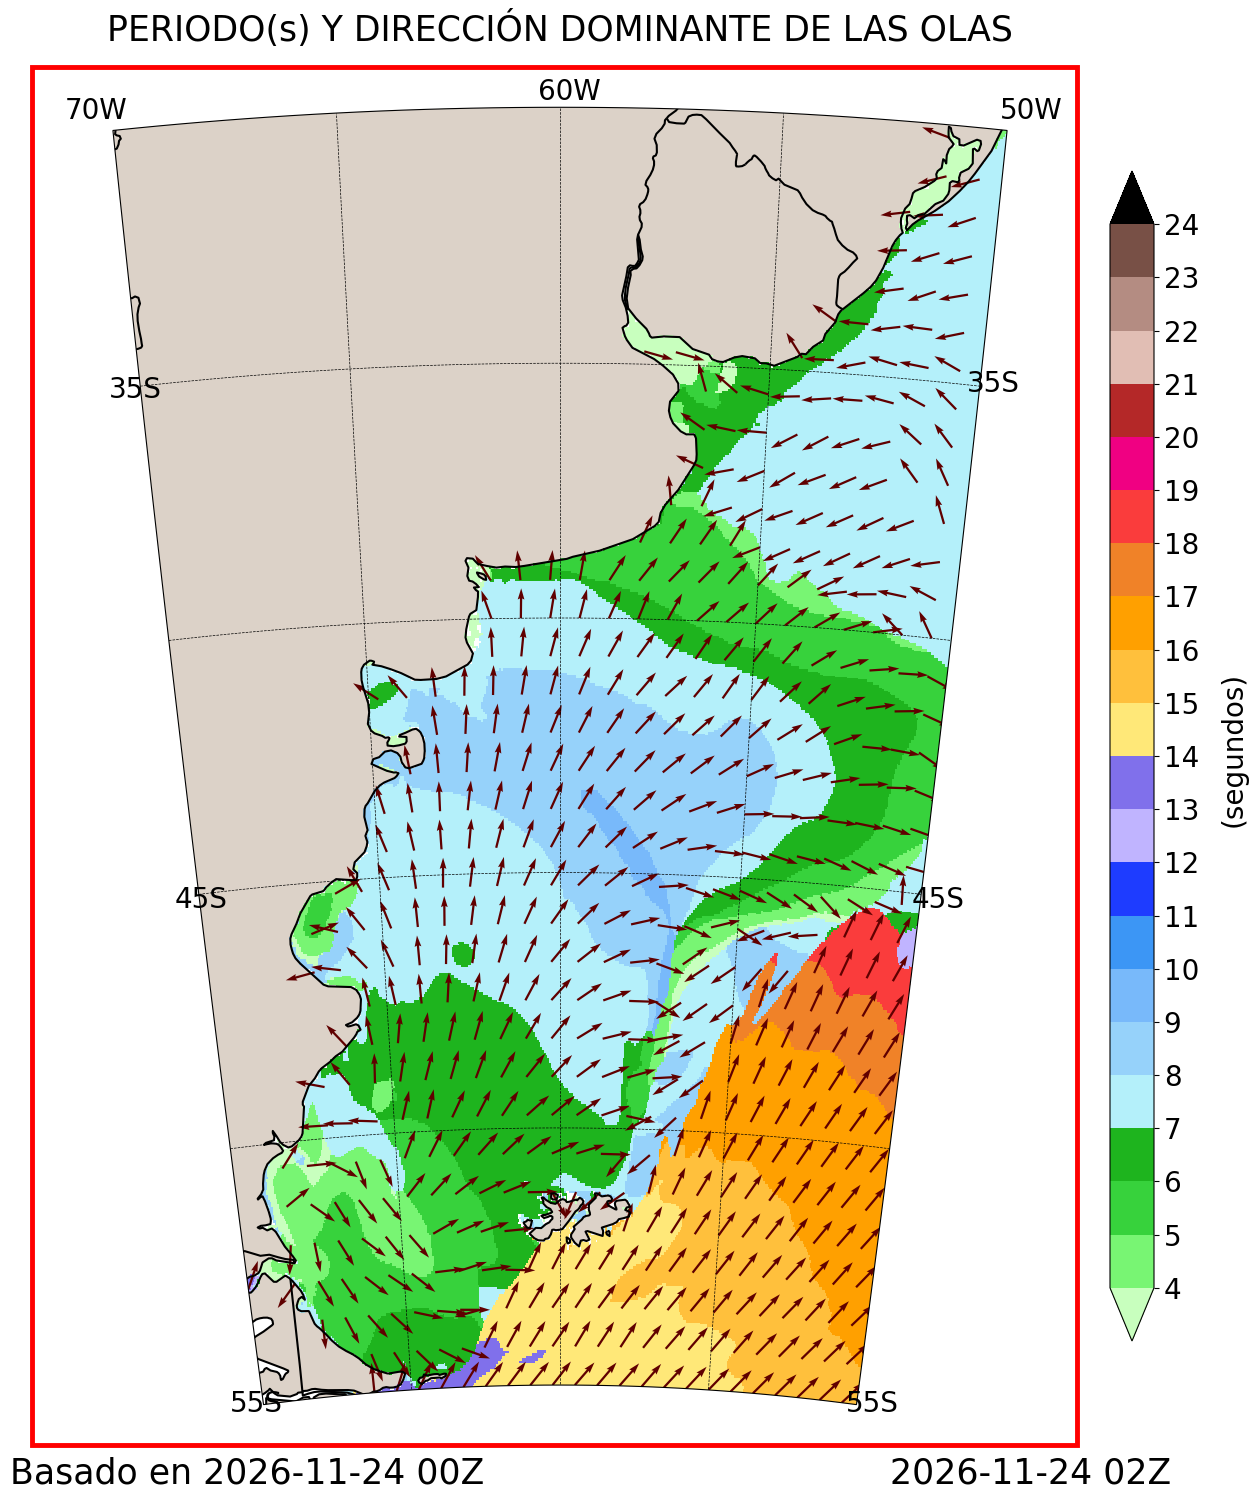 PERIODO(s) Y DIRECCIÓN DOMINANTE DE LAS OLAS
70W
60W
50W
35S
35S
45S
45S
55S
55S
24
23
22
21
20
19
18
17
16
15
14
13
12
11
10
9
8
7
6
5
4
(segundos)
Basado en 2026-11-24 00Z
2026-11-24 02Z